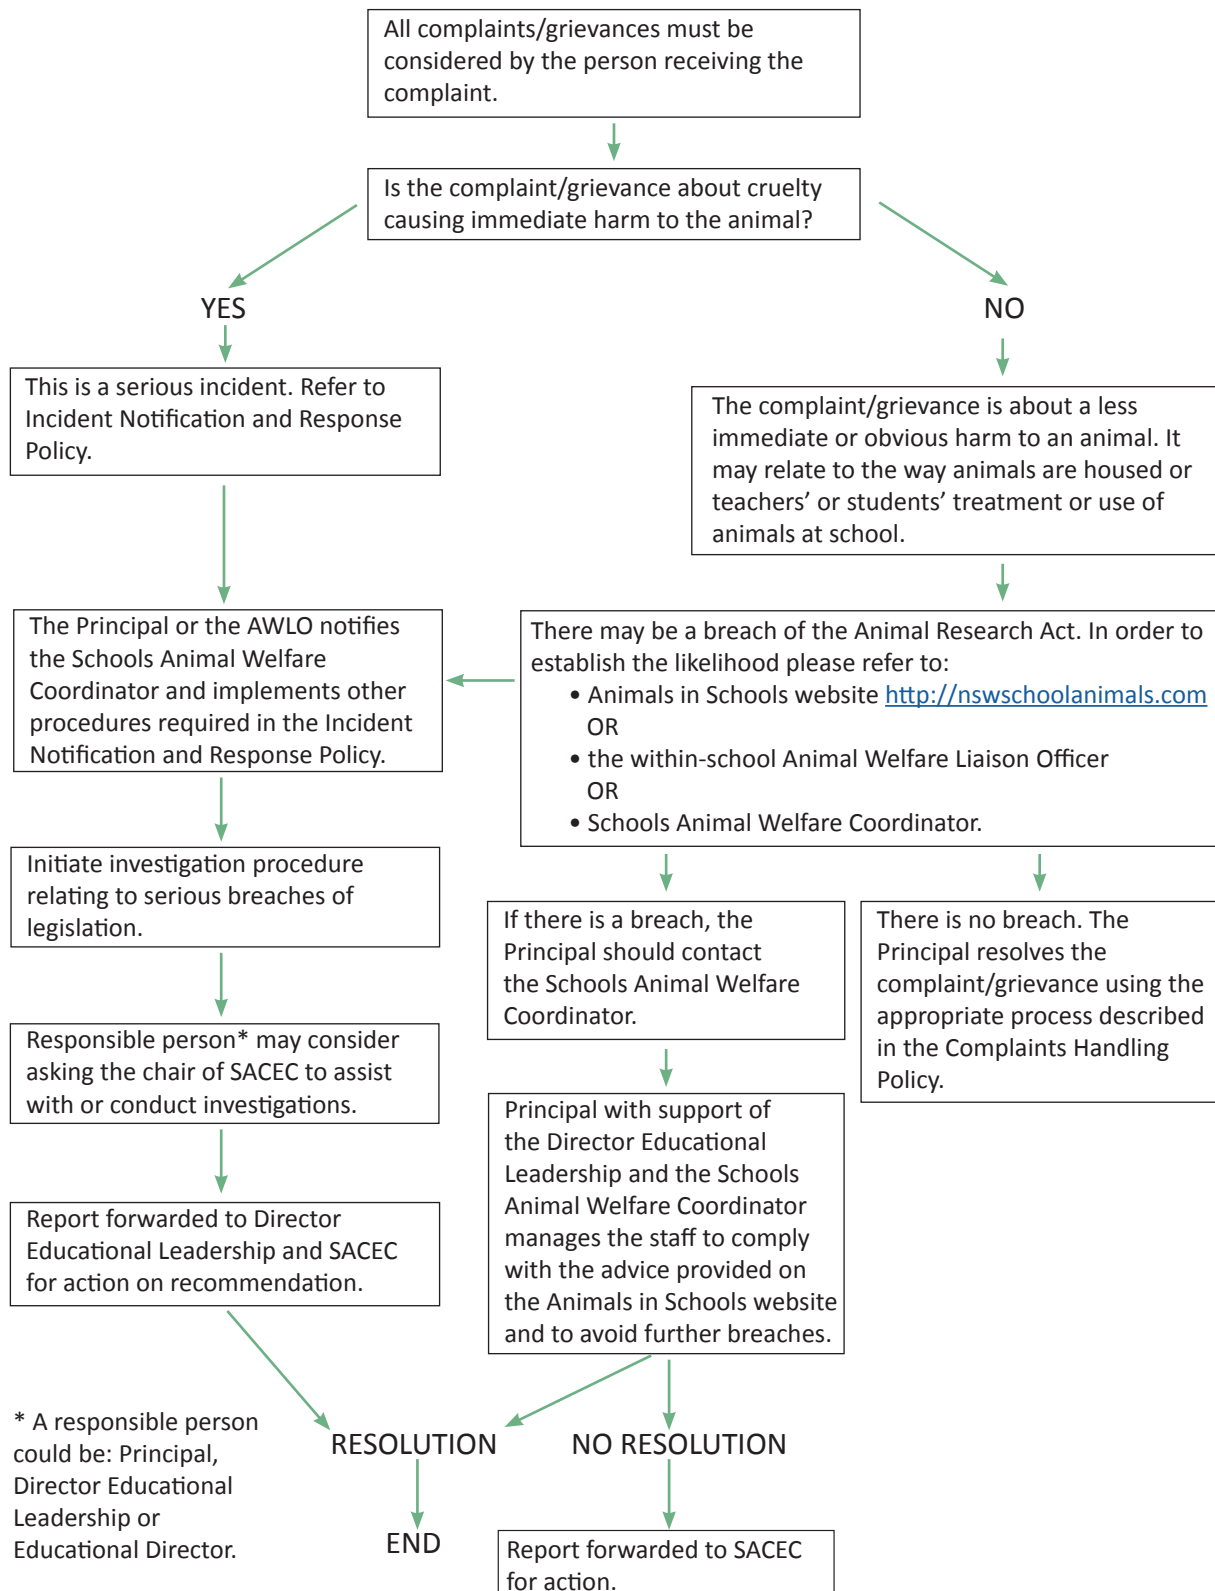 All complaints/grievances must be
considered by the person receiving the
complaint.
Is the complaint/grievance about cruelty
causing immediate harm to the animal?
YES
NO
This is a serious incident. Refer to
Incident Notification and Response
Policy.
The complaint/grievance is about a less
immediate or obvious harm to an animal. It
may relate to the way animals are housed or
teachers’ or students’ treatment or use of
animals at school.
The Principal or the AWLO notifies
the Schools Animal Welfare
Coordinator and implements other
procedures required in the Incident
Notification and Response Policy.
There may be a breach of the Animal Research Act. In order to
establish the likelihood please refer to:
• Animals in Schools website http://nswschoolanimals.com
OR
• the within-school Animal Welfare Liaison Officer
OR
• Schools Animal Welfare Coordinator.
Initiate investigation procedure
relating to serious breaches of
legislation.
If there is a breach, the
Principal should contact
the Schools Animal Welfare
Coordinator.
There is no breach. The
Principal resolves the
complaint/grievance using the
appropriate process described
in the Complaints Handling
Policy.
Responsible person* may consider
asking the chair of SACEC to assist
with or conduct investigations.
Principal with support of
the Director Educational
Leadership and the Schools
Animal Welfare Coordinator
manages the staff to comply
with the advice provided on
the Animals in Schools website
and to avoid further breaches.
Report forwarded to Director
Educational Leadership and SACEC
for action on recommendation.
* A responsible person
could be: Principal,
Director Educational
Leadership or
Educational Director.
RESOLUTION
NO RESOLUTION
END
Report forwarded to SACEC
for action.